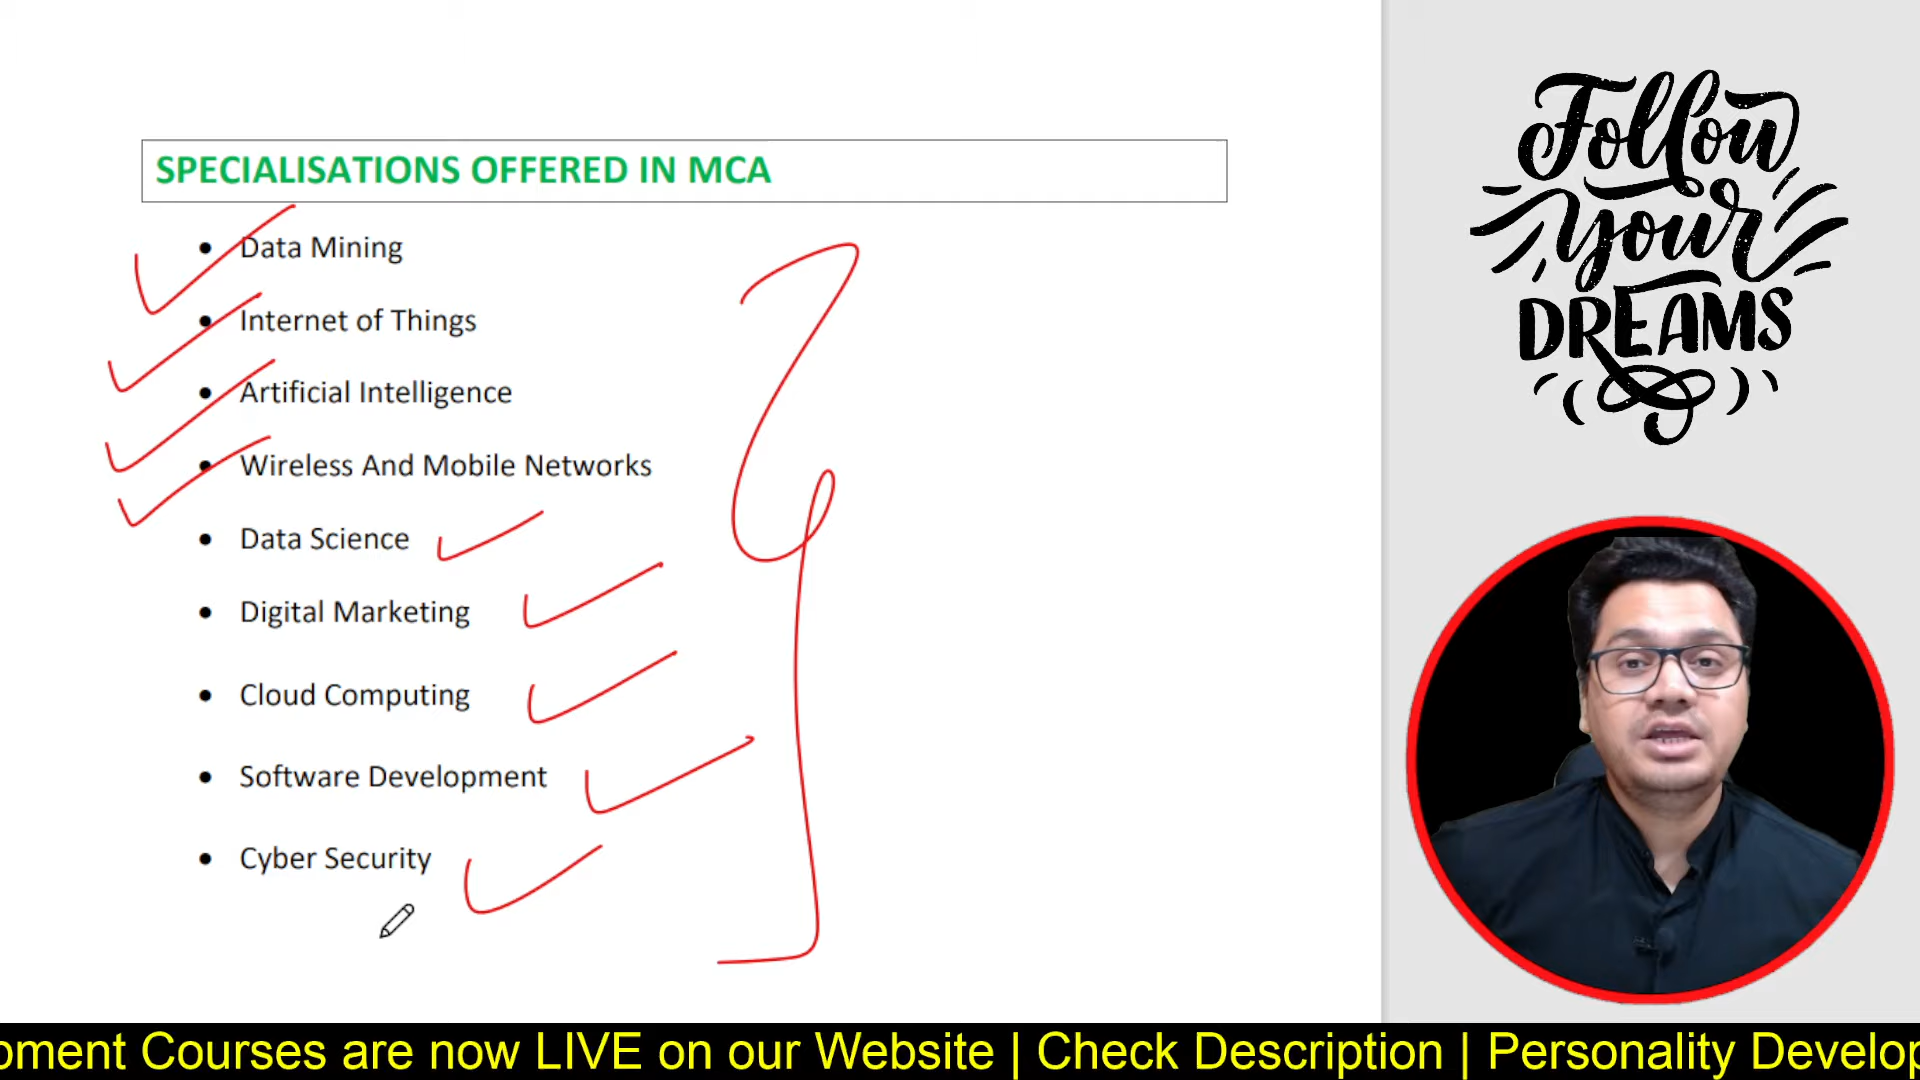 SPECIALISATIONS OFFERED IN MCA
• Data Mining
• Internet of Things
• Artificial Intelligence
• Wireless And Mobile Networks
• Data Science
• Digital Marketing
• Cloud Computing
• Software Development
• Cyber Security
Follow
your
DREAMS
pment Courses are now LIVE on our Website | Check Description | Personality Develop